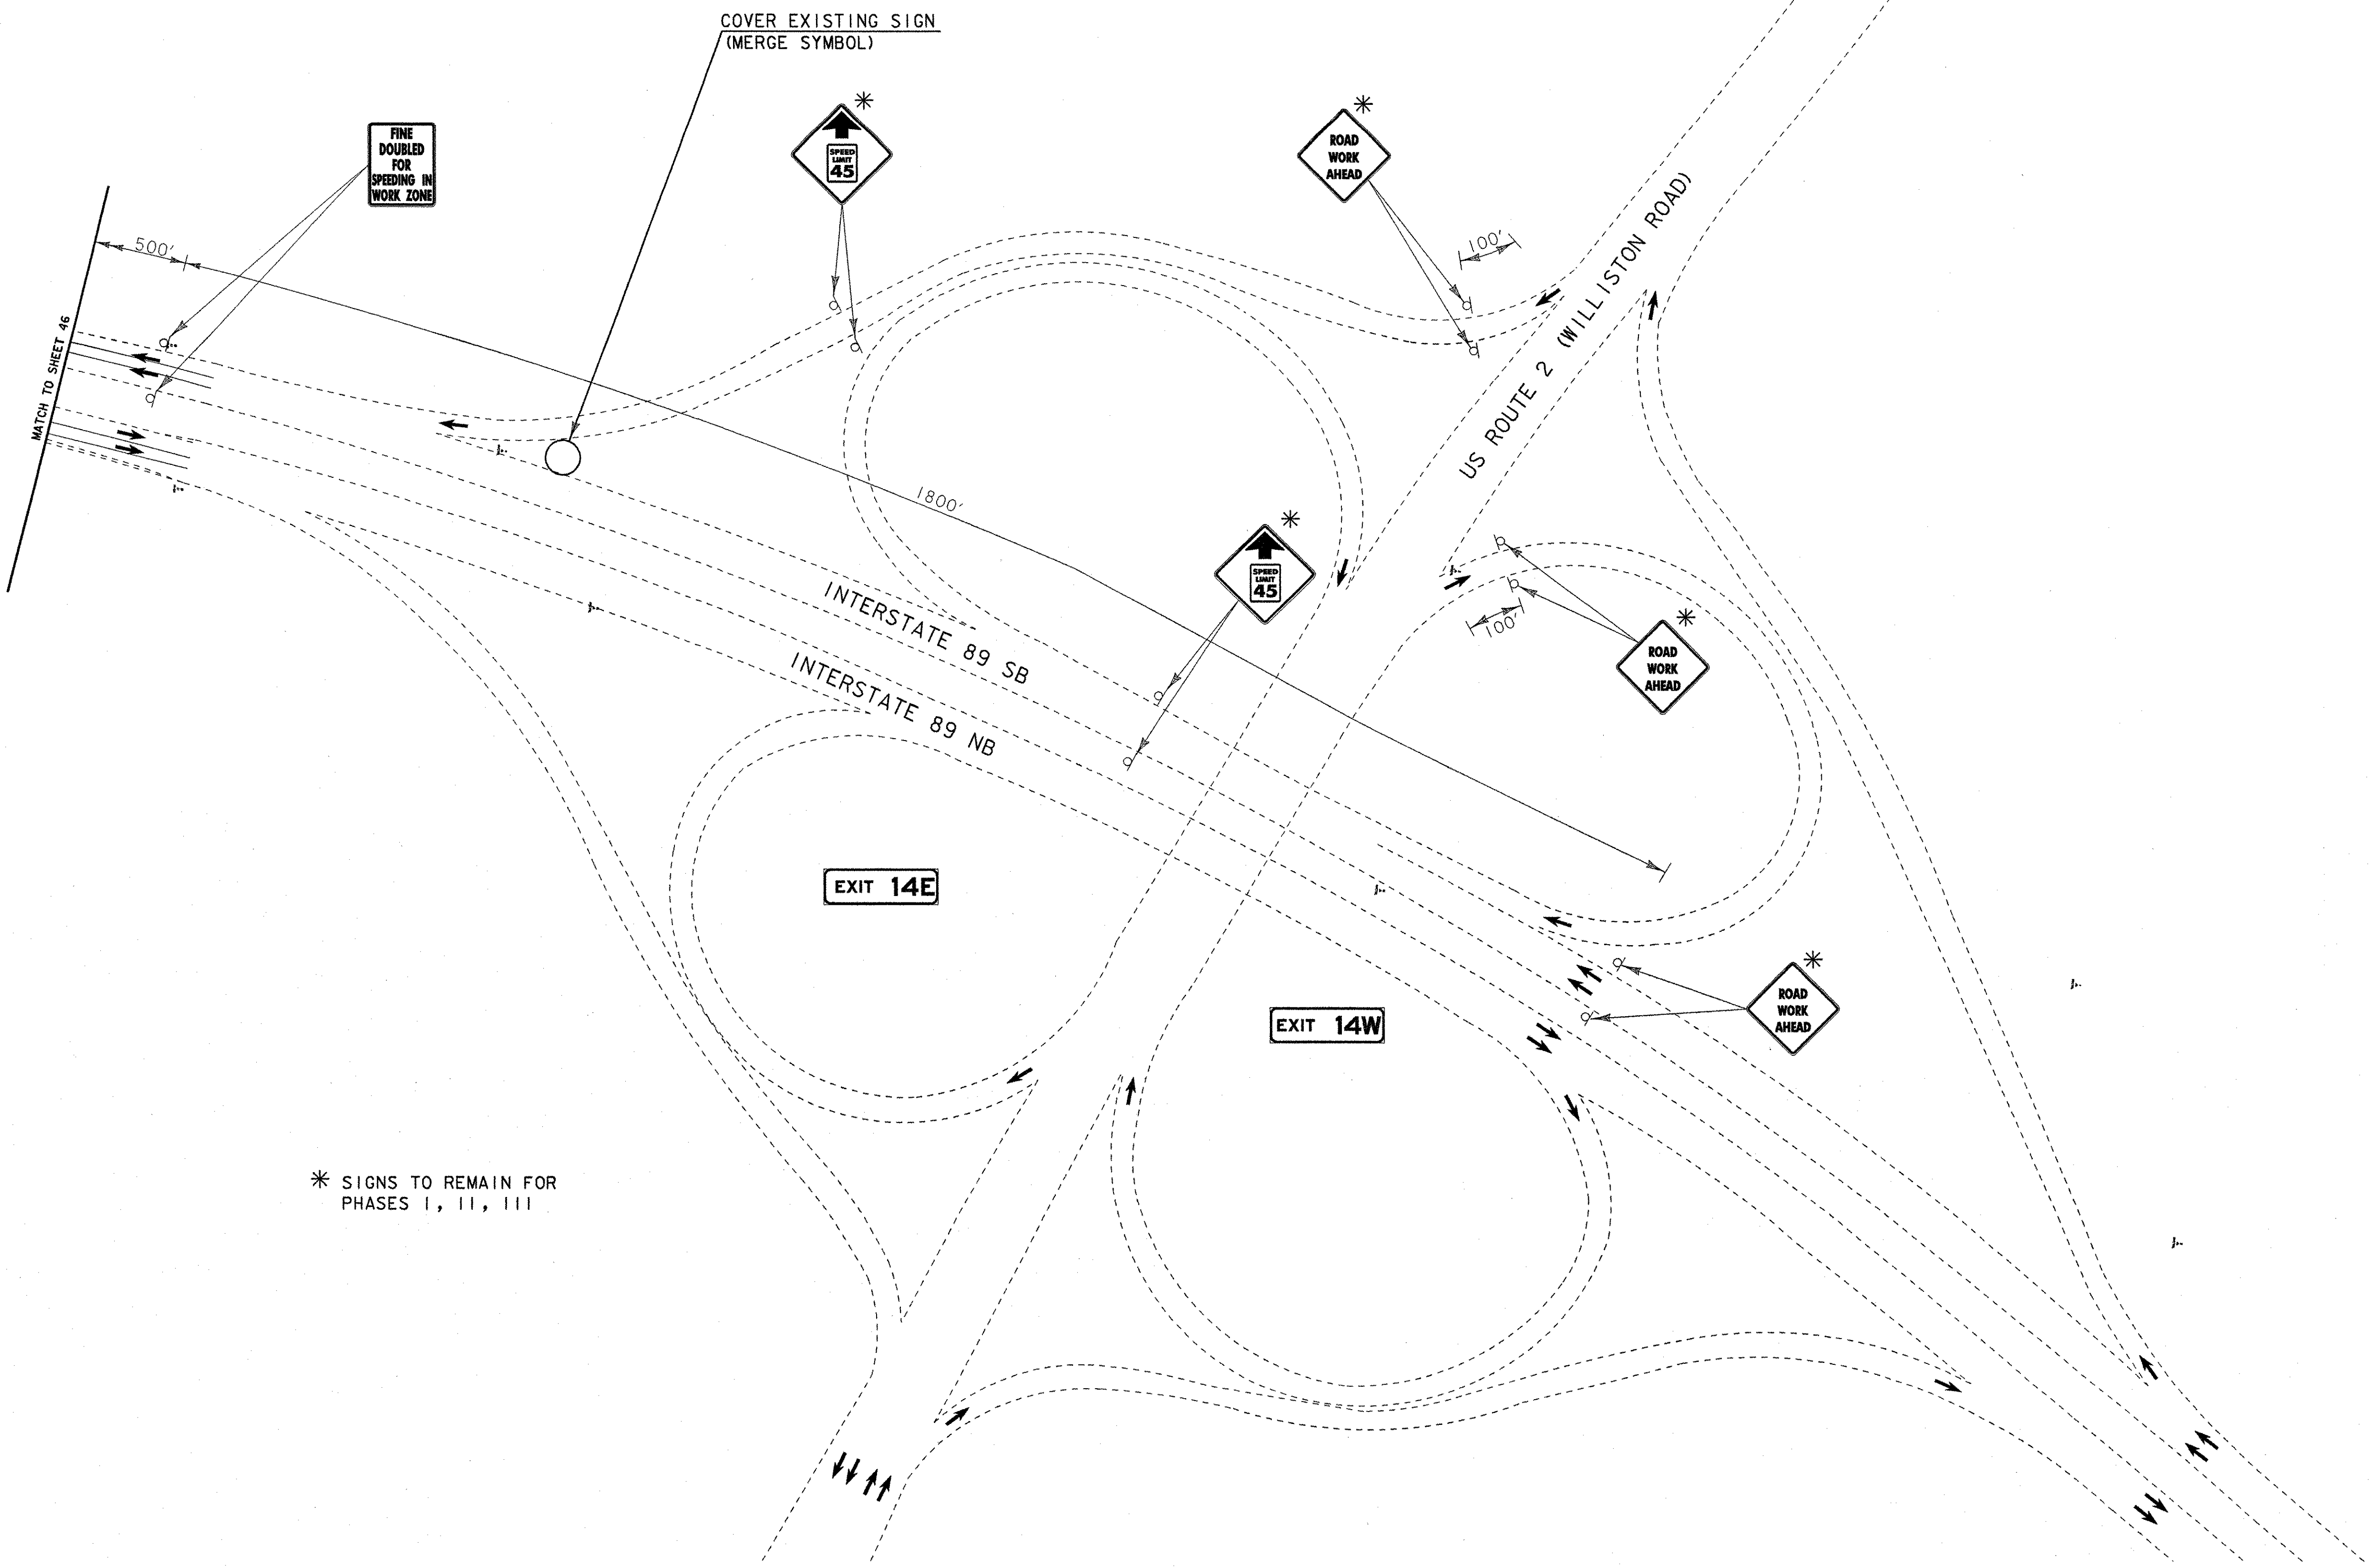 COVER EXISTING SIGN
(MERGE SYMBOL)
FINE
DOUBLED
FOR
SPEEDING IN
WORK ZONE
*
SPEED
LIMIT
45
*
ROAD
WORK
AHEAD
500'
100'
MATCH TO SHEET 46
US ROUTE 2 (WILLISTON ROAD)
1800'
*
SPEED
LIMIT
45
100'
*
ROAD
WORK
AHEAD
INTERSTATE 89 SB
INTERSTATE 89 NB
EXIT 14E
EXIT 14W
*
ROAD
WORK
AHEAD
* SIGNS TO REMAIN FOR
PHASES I, II, III